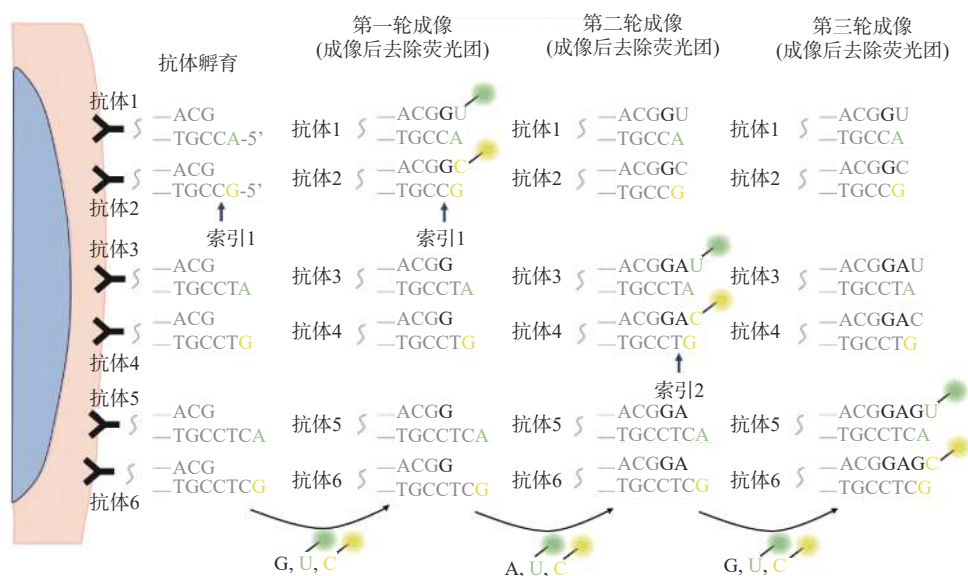 抗体孵育
抗体1
ACG
TGCCA-5’
ACG
TGCCG-5’
抗体2
索引1
抗体3
ACG
TGCCTA
ACG
TGCCTG
抗体4
抗体5
ACG
TGCCTCA
ACG
TGCCTCG
抗体6
第一轮成像
(成像后去除荧光团)
抗体1
ACGGU
TGCCA
抗体2
ACGGC
TGCCG
索引1
抗体3
ACGG
TGCCTA
抗体4
ACGG
TGCCTG
抗体5
ACGG
TGCCTCA
抗体6
ACGG
TGCCTCG
第二轮成像
(成像后去除荧光团)
抗体1
ACGGU
TGCCA
抗体2
ACGGC
TGCCG
抗体3
ACGGAU
TGCCTA
抗体4
ACGGAC
TGCCTG
索引2
抗体5
ACGGA
TGCCTCA
抗体6
ACGGA
TGCCTCG
第三轮成像
(成像后去除荧光团)
抗体1
ACGGU
TGCCA
抗体2
ACGGC
TGCCG
抗体3
ACGGAU
TGCCTA
抗体4
ACGGAC
TGCCTG
抗体5
ACGGAGU
TGCCTCA
抗体6
ACGGAGC
TGCCTCG
G, U, C
A, U, C
G, U, C